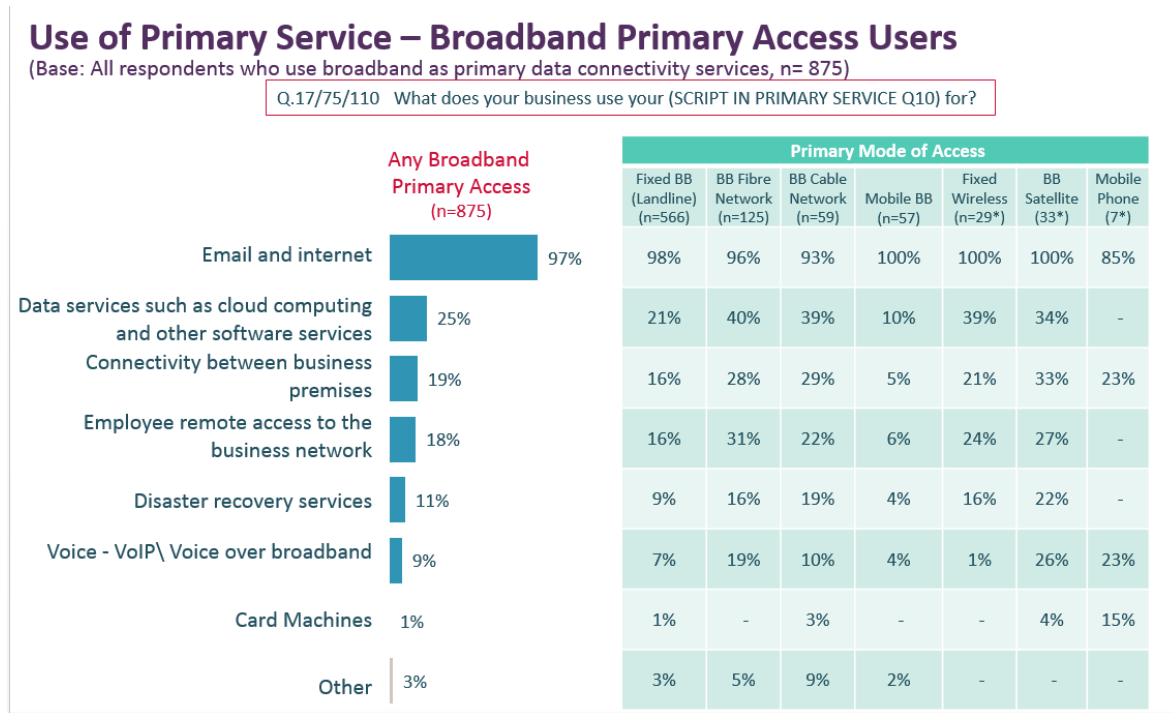 Use of Primary Service – Broadband Primary Access Users
(Base: All respondents who use broadband as primary data connectivity services, n= 875)
Q.17/75/110 What does your business use your (SCRIPT IN PRIMARY SERVICE Q10) for?
Any Broadband
Primary Access
(n=875)
Primary Mode of Access
Fixed BB BB Fibre BB Cable Fixed BB Mobile
(Landline) Network Network Mobile BB Wireless Satellite Phone
(n=566) (n=125) (n=59) (n=57) (n=29*) (33*) (7*)
Email and internet 97% 98% 96% 93% 100% 100% 100% 85%
Data services such as cloud computing
and other software services 25% 21% 40% 39% 10% 39% 34% -
Connectivity between business
premises 19% 16% 28% 29% 5% 21% 33% 23%
Employee remote access to the
business network 18% 16% 31% 22% 6% 24% 27% -
Disaster recovery services 11% 9% 16% 19% 4% 16% 22% -
Voice - VoIP\ Voice over broadband 9% 7% 19% 10% 4% 1% 26% 23%
Card Machines 1% 1% - 3% - - 4% 15%
Other 3% 3% 5% 9% 2% - - -